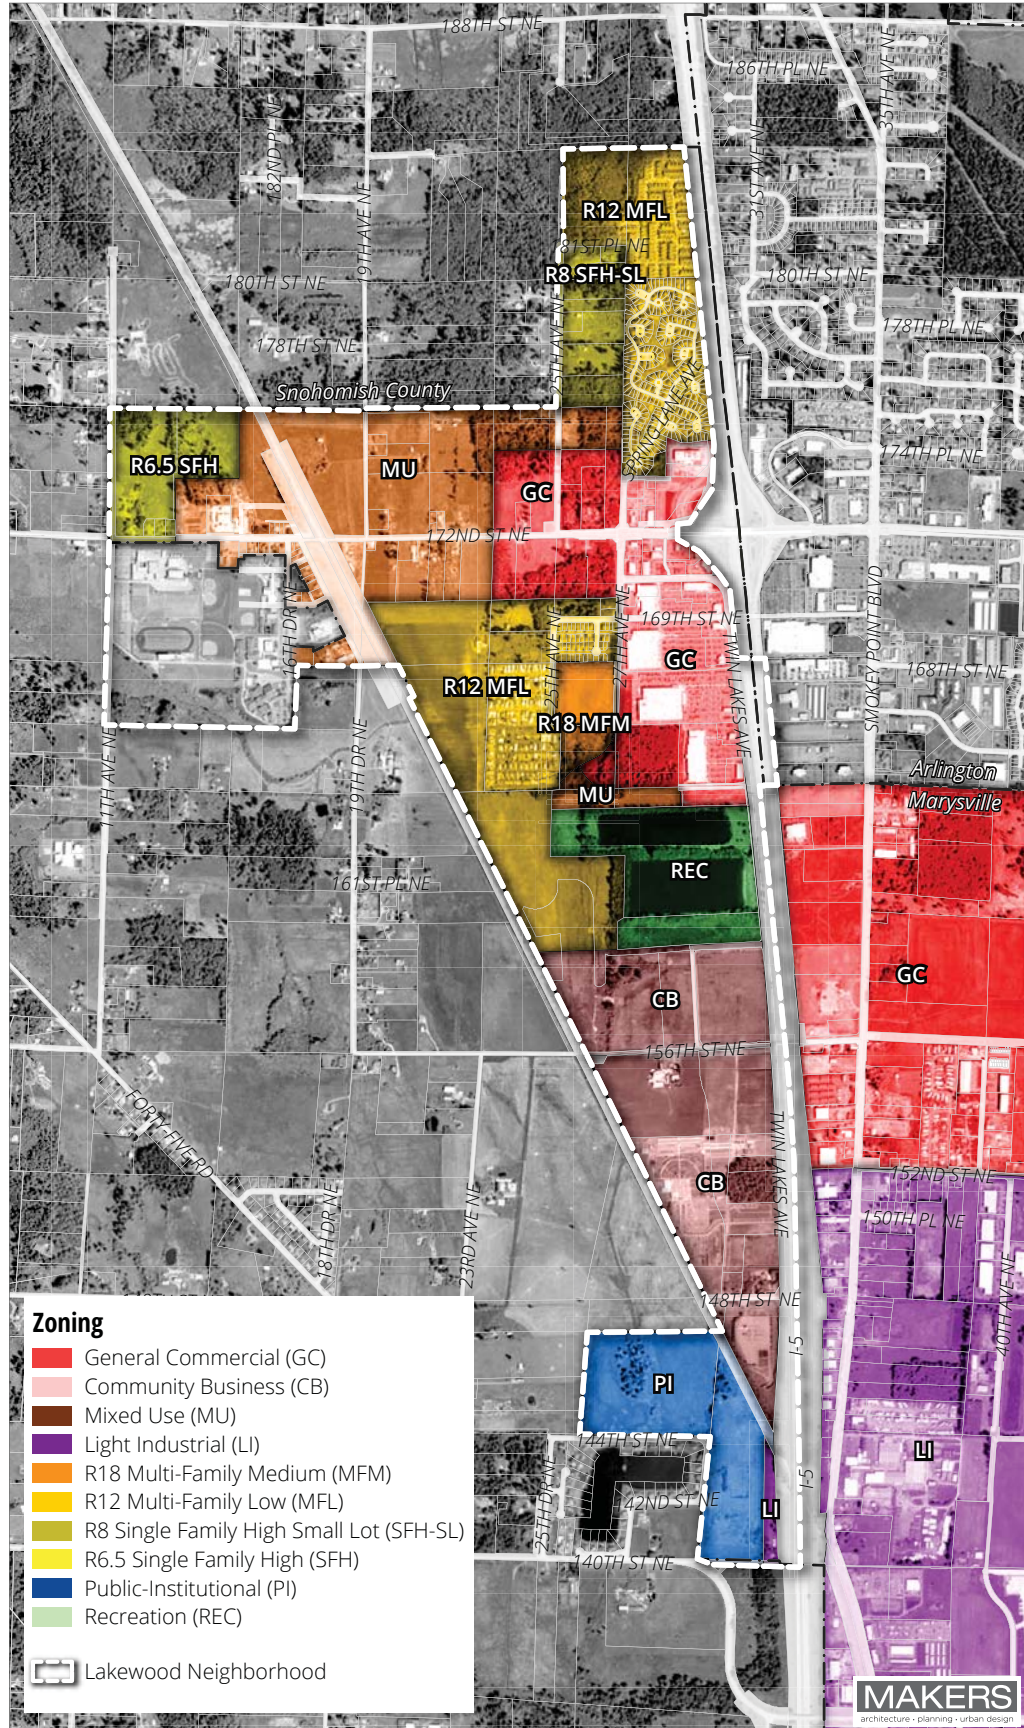 188TH ST NE
186TH PL NE
35TH AVE NE
182ND PL NE
19TH AVE NE
31ST AVE NE
R12 MFL
81ST PL NE
R8 SFH-SL
180TH ST NE
180TH ST NE
25TH AVE NE
178TH PL NE
178TH ST NE
Snohomish County
SPRING LANE AVE
174TH PL NE
R6.5 SFH
MU
GC
172ND ST NE
SMOKEY POINT BLVD
16TH DR NE
25TH AVE NE
27TH AVE NE
169TH ST NE
GC
TWIN LAKES AVE
168TH ST NE
R12 MFL
R18 MFM
11TH AVE NE
19TH DR NE
Arlington
MU
Marysville
REC
161ST PL NE
GC
CB
156TH ST NE
FORTY-FIVE RD
TWIN LAKES AVE
152ND ST NE
CB
18TH DR NE
23RD AVE NE
150TH PL NE
40TH AVE NE
148TH ST NE
I-5
PI
144TH ST NE
LI
I-5
25TH DR NE
42ND ST NE
LI
140TH ST NE
Zoning
General Commercial (GC)
Community Business (CB)
Mixed Use (MU)
Light Industrial (LI)
R18 Multi-Family Medium (MFM)
R12 Multi-Family Low (MFL)
R8 Single Family High Small Lot (SFH-SL)
R6.5 Single Family High (SFH)
Public-Institutional (PI)
Recreation (REC)
Lakewood Neighborhood
MAKERS
architecture · planning · urban design